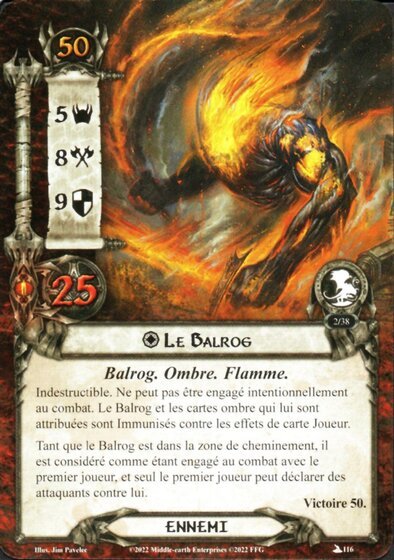 50
5
8
9
25
2/38
LE BALROG
Balrog. Ombre. Flamme.
Indestructible. Ne peut pas être engagé intentionnellement
au combat. Le Balrog et les cartes ombre qui lui sont
attribuées sont Immunisés contre les effets de carte Joueur.
Tant que le Balrog est dans la zone de cheminement, il
est considéré comme étant engagé au combat avec le
premier joueur, et seul le premier joueur peut déclarer des
attaquants contre lui.
Victoire 50.
ENNEMI
Illus. Jim Pavelec ©2022 Middle-earth Enterprises ©2022 FFG 116